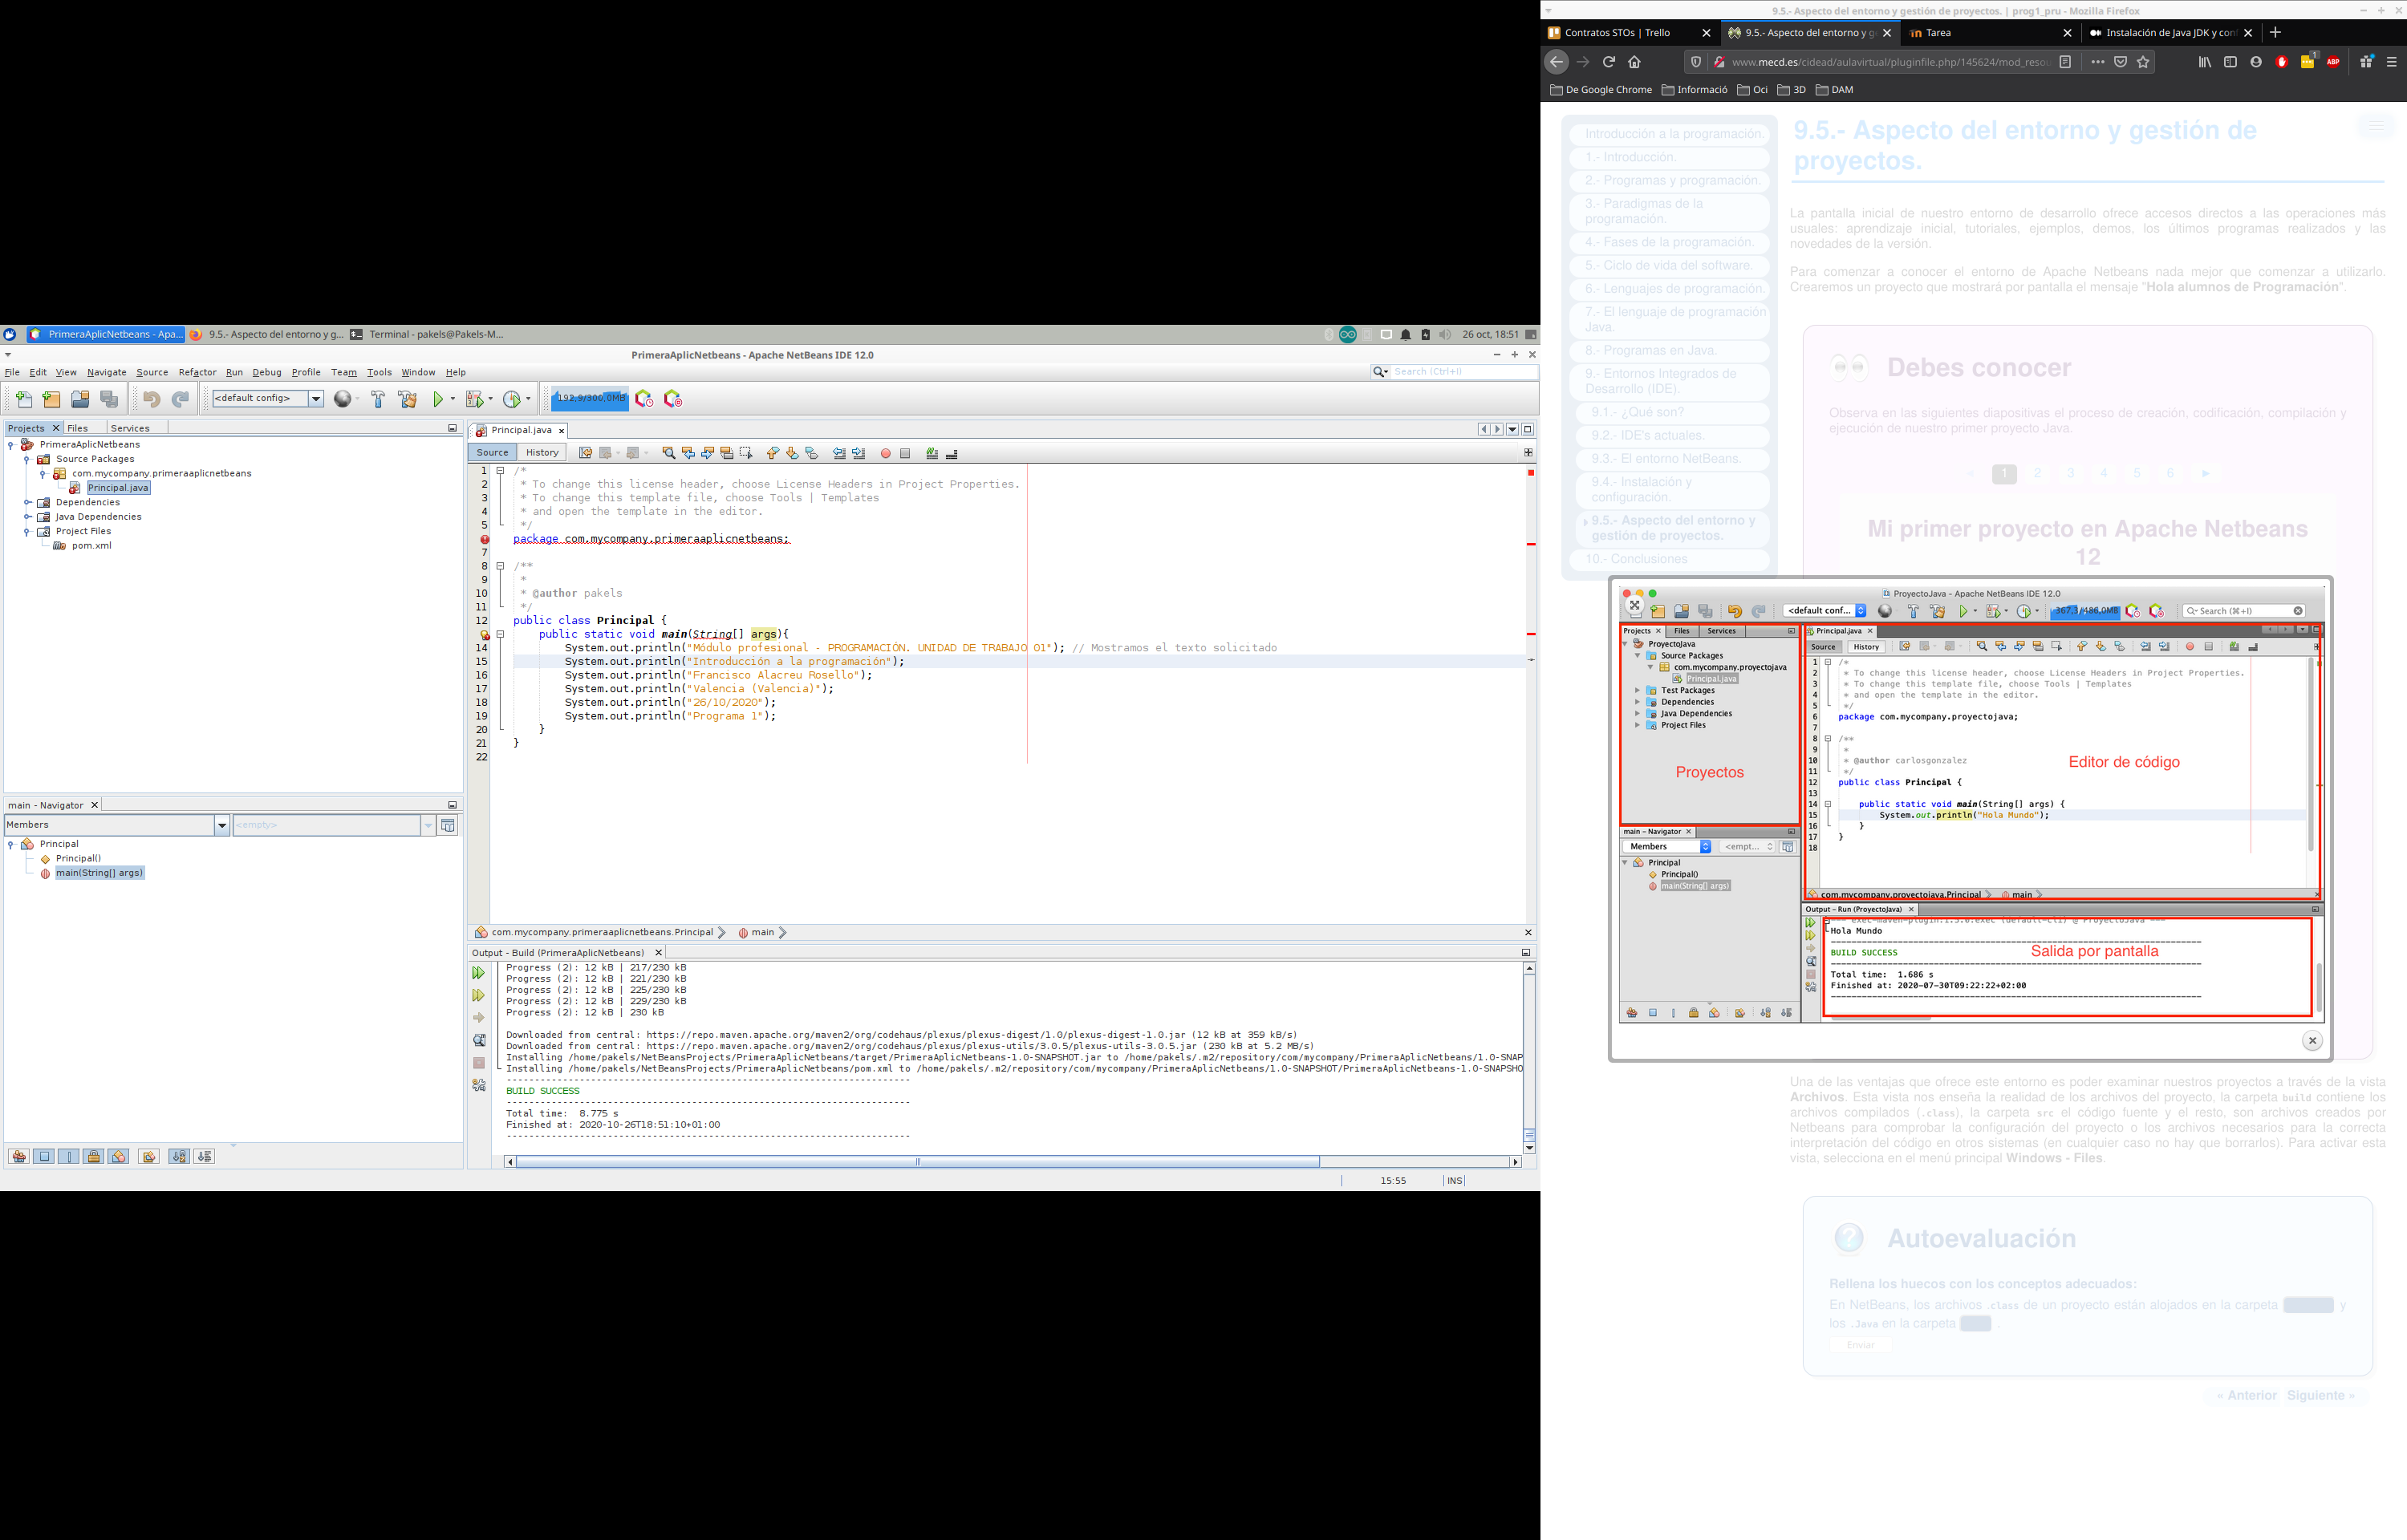 PrimeraAplicNetbeans - Apa...
9.5.- Aspecto del entorno y g...
Terminal - pakels@Pakels-M...
26 oct, 18:51
PrimeraAplicNetbeans - Apache NetBeans IDE 12.0
File Edit View Navigate Source Refactor Run Debug Profile Team Tools Window Help
Search (Ctrl+I)
<default config>
192,9/300,0MB
Projects Files Services
PrimeraAplicNetbeans
Source Packages
com.mycompany.primeraaplicnetbeans
Principal.java
Dependencies
Java Dependencies
Project Files
pom.xml
main - Navigator
Members
<empty>
Principal
Principal()
main(String[] args)
Principal.java
Source History
1 /*
2 * To change this license header, choose License Headers in Project Properties.
3 * To change this template file, choose Tools | Templates
4 * and open the template in the editor.
5 */
package com.mycompany.primeraaplicnetbeans;
7
8 /**
9 *
10 * @author pakels
11 */
12 public class Principal {
public static void main(String[] args){
14 System.out.println("Módulo profesional - PROGRAMACIÓN. UNIDAD DE TRABAJO 01"); // Mostramos el texto solicitado
15 System.out.println("Introducción a la programación");
16 System.out.println("Francisco Alacreu Rosello");
17 System.out.println("Valencia (Valencia)");
18 System.out.println("26/10/2020");
19 System.out.println("Programa 1");
20 }
21 }
22
com.mycompany.primeraaplicnetbeans.Principal main
Output - Build (PrimeraAplicNetbeans)
Progress (2): 12 kB | 217/230 kB
Progress (2): 12 kB | 221/230 kB
Progress (2): 12 kB | 225/230 kB
Progress (2): 12 kB | 229/230 kB
Progress (2): 12 kB | 230 kB
Downloaded from central: https://repo.maven.apache.org/maven2/org/codehaus/plexus/plexus-digest/1.0/plexus-digest-1.0.jar (12 kB at 359 kB/s)
Downloaded from central: https://repo.maven.apache.org/maven2/org/codehaus/plexus/plexus-utils/3.0.5/plexus-utils-3.0.5.jar (230 kB at 5.2 MB/s)
Installing /home/pakels/NetBeansProjects/PrimeraAplicNetbeans/target/PrimeraAplicNetbeans-1.0-SNAPSHOT.jar to /home/pakels/.m2/repository/com/mycompany/PrimeraAplicNetbeans/1.0-SNAP
Installing /home/pakels/NetBeansProjects/PrimeraAplicNetbeans/pom.xml to /home/pakels/.m2/repository/com/mycompany/PrimeraAplicNetbeans/1.0-SNAPSHOT/PrimeraAplicNetbeans-1.0-SNAPSHO
------------------------------------------------------------------------
BUILD SUCCESS
------------------------------------------------------------------------
Total time: 8.775 s
Finished at: 2020-10-26T18:51:10+01:00
------------------------------------------------------------------------
15:55 INS
9.5.- Aspecto del entorno y gestión de proyectos. | prog1_pru - Mozilla Firefox
Contratos STOs | Trello
9.5.- Aspecto del entorno y g
Tarea
Instalación de Java JDK y con
www.mecd.es/cidead/aulavirtual/pluginfile.php/145624/mod_reso
1
ABP
De Google Chrome Informació Oci 3D DAM
Introducción a la programación.
1.- Introducción.
2.- Programas y programación.
3.- Paradigmas de la
programación.
4.- Fases de la programación.
5.- Ciclo de vida del software.
6.- Lenguajes de programación.
7.- El lenguaje de programación
Java.
8.- Programas en Java.
9.- Entornos Integrados de
Desarrollo (IDE).
9.1.- ¿Qué son?
9.2.- IDE's actuales.
9.3.- El entorno NetBeans.
9.4.- Instalación y
configuración.
9.5.- Aspecto del entorno y
gestión de proyectos.
10.- Conclusiones
9.5.- Aspecto del entorno y gestión de
proyectos.
La pantalla inicial de nuestro entorno de desarrollo ofrece accesos directos a las operaciones más
usuales: aprendizaje inicial, tutoriales, ejemplos, demos, los últimos programas realizados y las
novedades de la versión.
Para comenzar a conocer el entorno de Apache Netbeans nada mejor que comenzar a utilizarlo.
Crearemos un proyecto que mostrará por pantalla el mensaje "Hola alumnos de Programación".
Debes conocer
Observa en las siguientes diapositivas el proceso de creación, codificación, compilación y
ejecución de nuestro primer proyecto Java.
1 2 3 4 5 6
Mi primer proyecto en Apache Netbeans
12
ProyectoJava - Apache NetBeans IDE 12.0
<default conf...
367,3/486,0MB
Search (⌘+I)
Projects Files Services
ProyectoJava
Source Packages
com.mycompany.proyectojava
Principal.java
Test Packages
Dependencies
Java Dependencies
Project Files
Proyectos
main - Navigator
Members
<empt...
Principal
Principal()
main(String[] args)
Principal.java
Source History
1 /*
2 * To change this license header, choose License Headers in Project Properties.
3 * To change this template file, choose Tools | Templates
4 * and open the template in the editor.
5 */
6 package com.mycompany.proyectojava;
7
8 /**
9 *
10 * @author carlosgonzalez
11 */
12 public class Principal {
13
14 public static void main(String[] args) {
15 System.out.println("Hola Mundo");
16 }
17 }
18
Editor de código
com.mycompany.proyectojava.Principal main
Output - Run (ProyectoJava)
--- exec-maven-plugin:1.5.0:exec (default-cli) @ ProyectoJava ---
Hola Mundo
------------------------------------------------------------------------
BUILD SUCCESS
Salida por pantalla
------------------------------------------------------------------------
Total time: 1.686 s
Finished at: 2020-07-30T09:22:22+02:00
------------------------------------------------------------------------
Una de las ventajas que ofrece este entorno es poder examinar nuestros proyectos a través de la vista
Archivos. Esta vista nos enseña la realidad de los archivos del proyecto, la carpeta build contiene los
archivos compilados (.class), la carpeta src el código fuente y el resto, son archivos creados por
Netbeans para comprobar la configuración del proyecto o los archivos necesarios para la correcta
interpretación del código en otros sistemas (en cualquier caso no hay que borrarlos). Para activar esta
vista, selecciona en el menú principal Windows - Files.
Autoevaluación
Rellena los huecos con los conceptos adecuados:
En NetBeans, los archivos .class de un proyecto están alojados en la carpeta y
los .Java en la carpeta .
Enviar
« Anterior Siguiente »